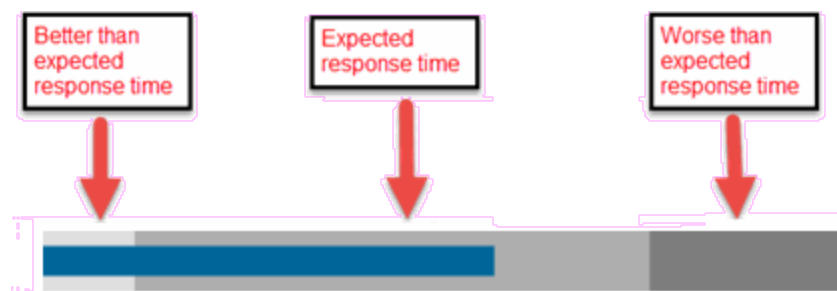 Better than
expected
response time
Expected
response time
Worse than
expected
response time